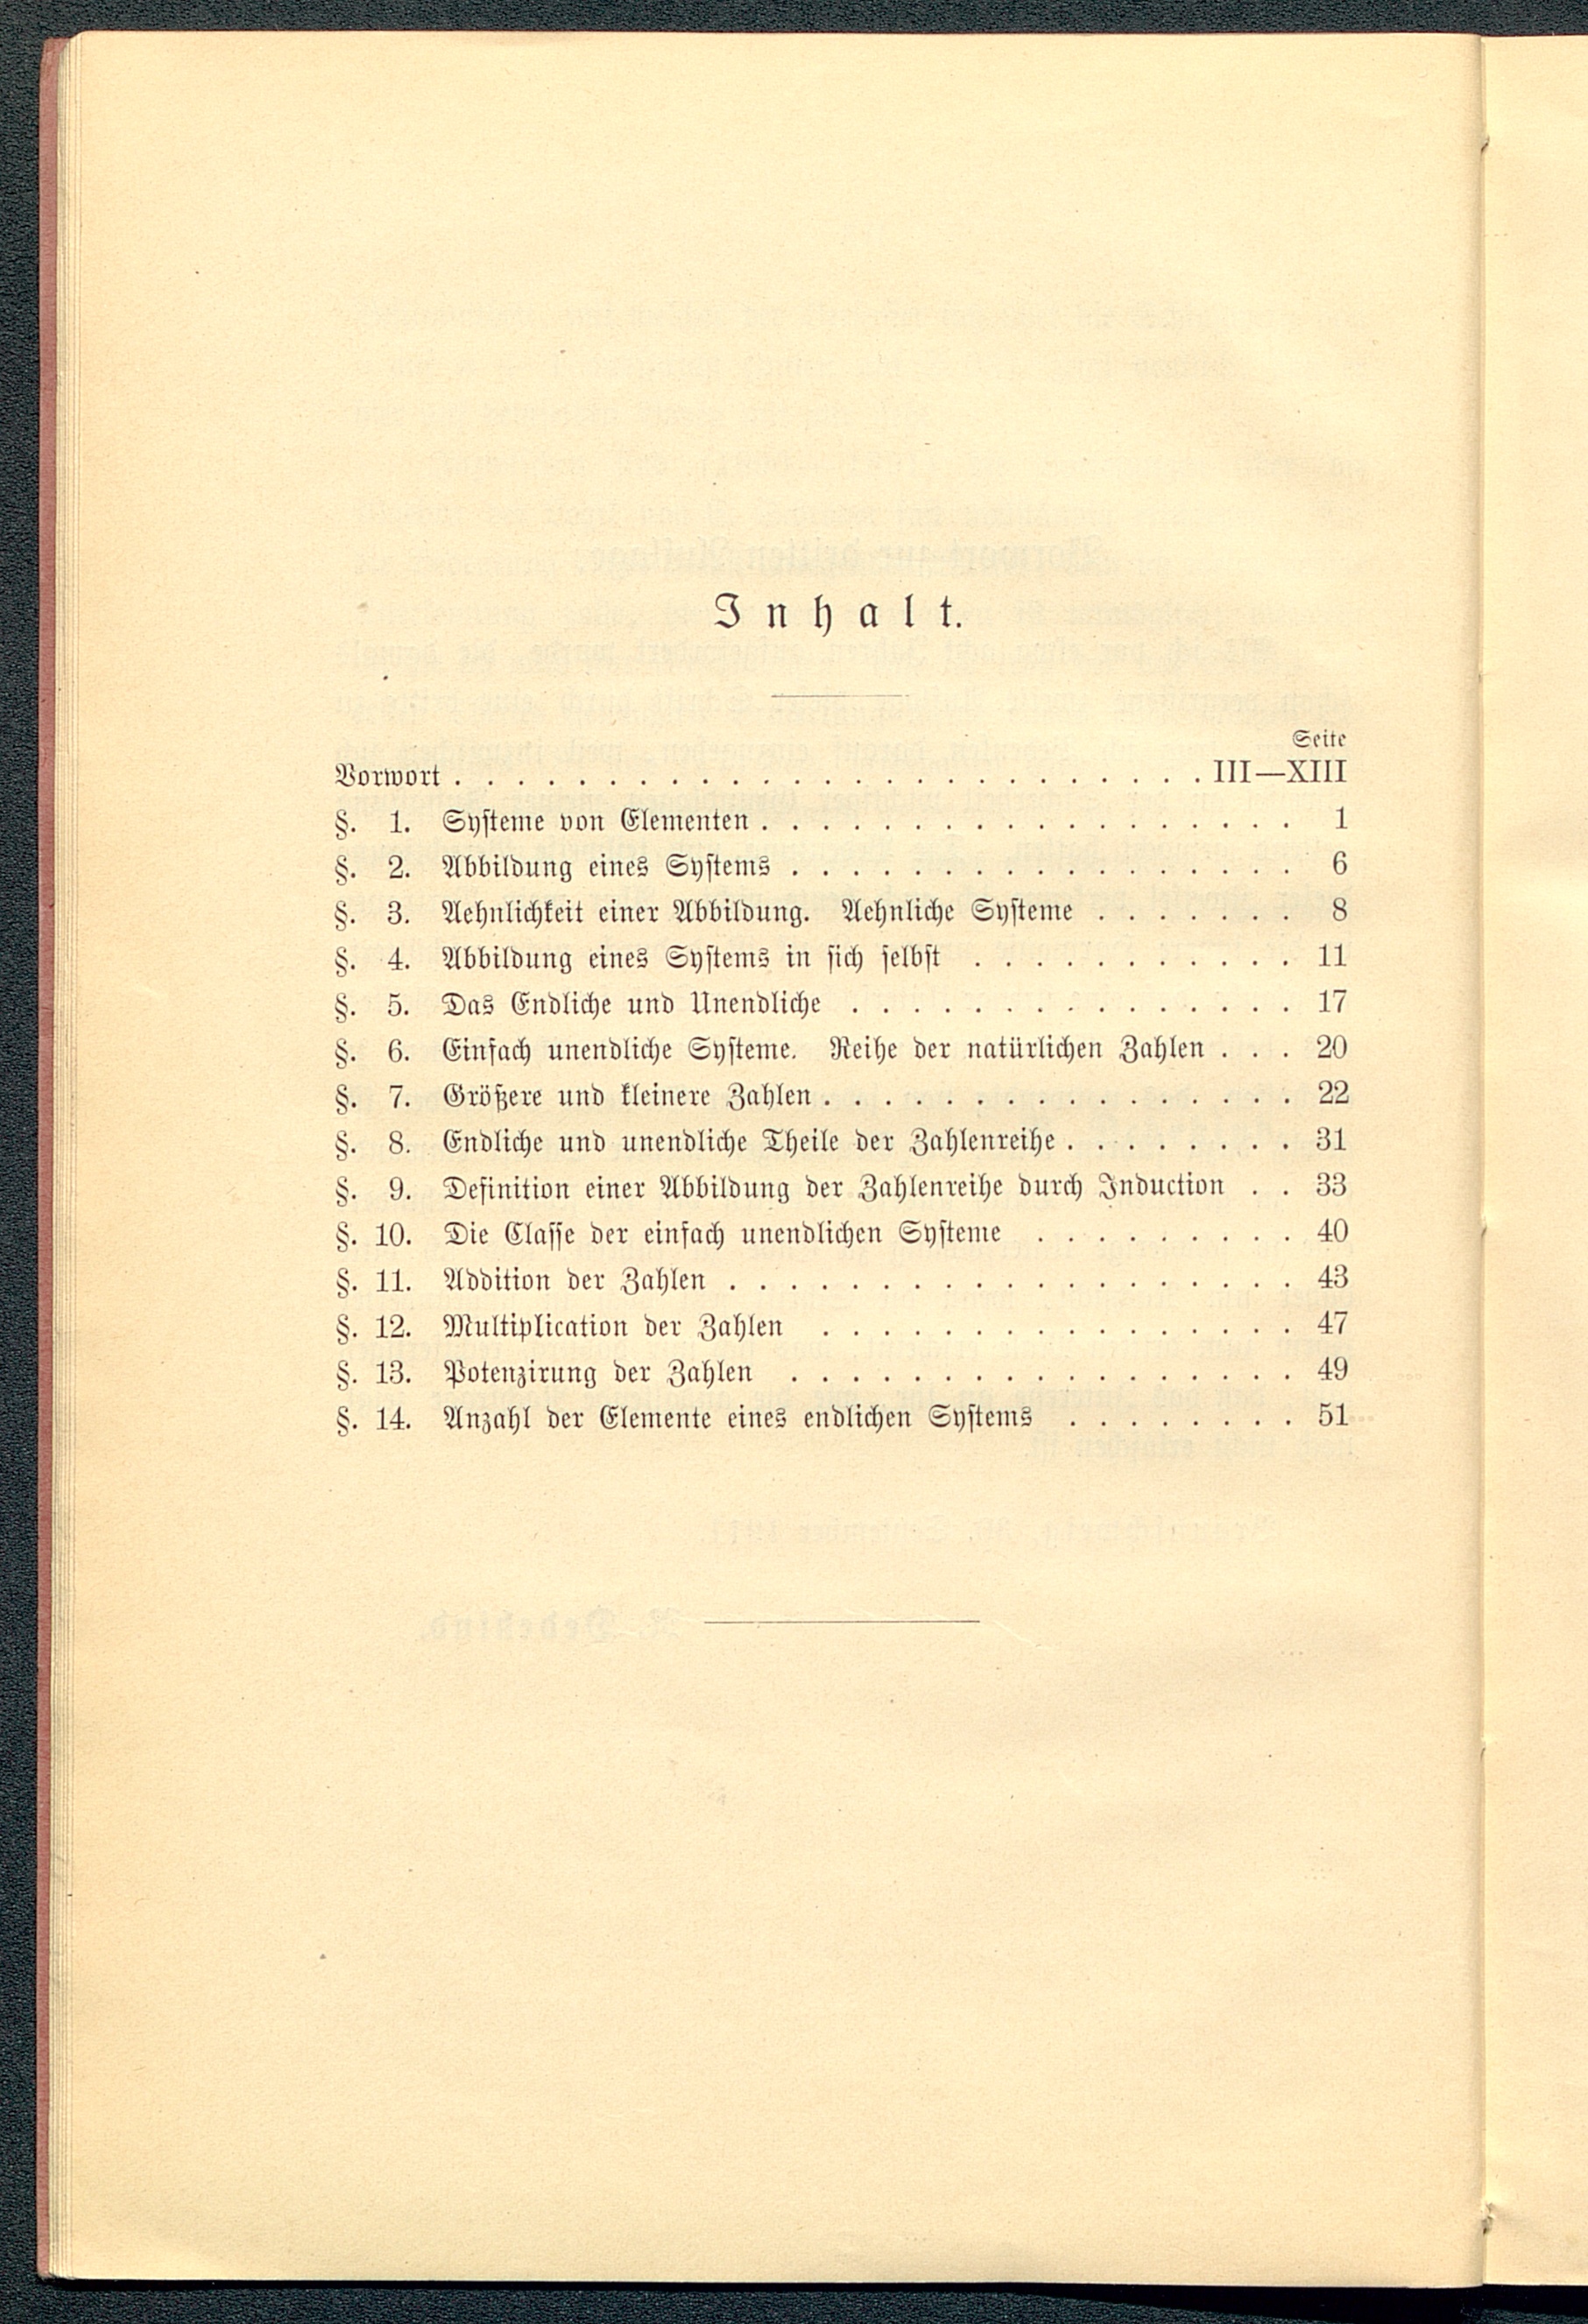 Inhalt.
Seite
Vorwort . . . . . . . . . . . . . . . . . . . . . . . . . III—XIII
§. 1. Systeme von Elementen . . . . . . . . . . . . . . . . . . 1
§. 2. Abbildung eines Systems . . . . . . . . . . . . . . . . . 6
§. 3. Aehnlichkeit einer Abbildung. Aehnliche Systeme . . . . . . . 8
§. 4. Abbildung eines Systems in sich selbst . . . . . . . . . . . 11
§. 5. Das Endliche und Unendliche . . . . . . . . . . . . . . . 17
§. 6. Einfach unendliche Systeme. Reihe der natürlichen Zahlen . . . 20
§. 7. Größere und kleinere Zahlen . . . . . . . . . . . . . . . . 22
§. 8. Endliche und unendliche Theile der Zahlenreihe . . . . . . . . 31
§. 9. Definition einer Abbildung der Zahlenreihe durch Induction . . 33
§. 10. Die Classe der einfach unendlichen Systeme . . . . . . . . . 40
§. 11. Addition der Zahlen . . . . . . . . . . . . . . . . . . . 43
§. 12. Multiplication der Zahlen . . . . . . . . . . . . . . . . 47
§. 13. Potenzirung der Zahlen . . . . . . . . . . . . . . . . . 49
§. 14. Anzahl der Elemente eines endlichen Systems . . . . . . . . 51